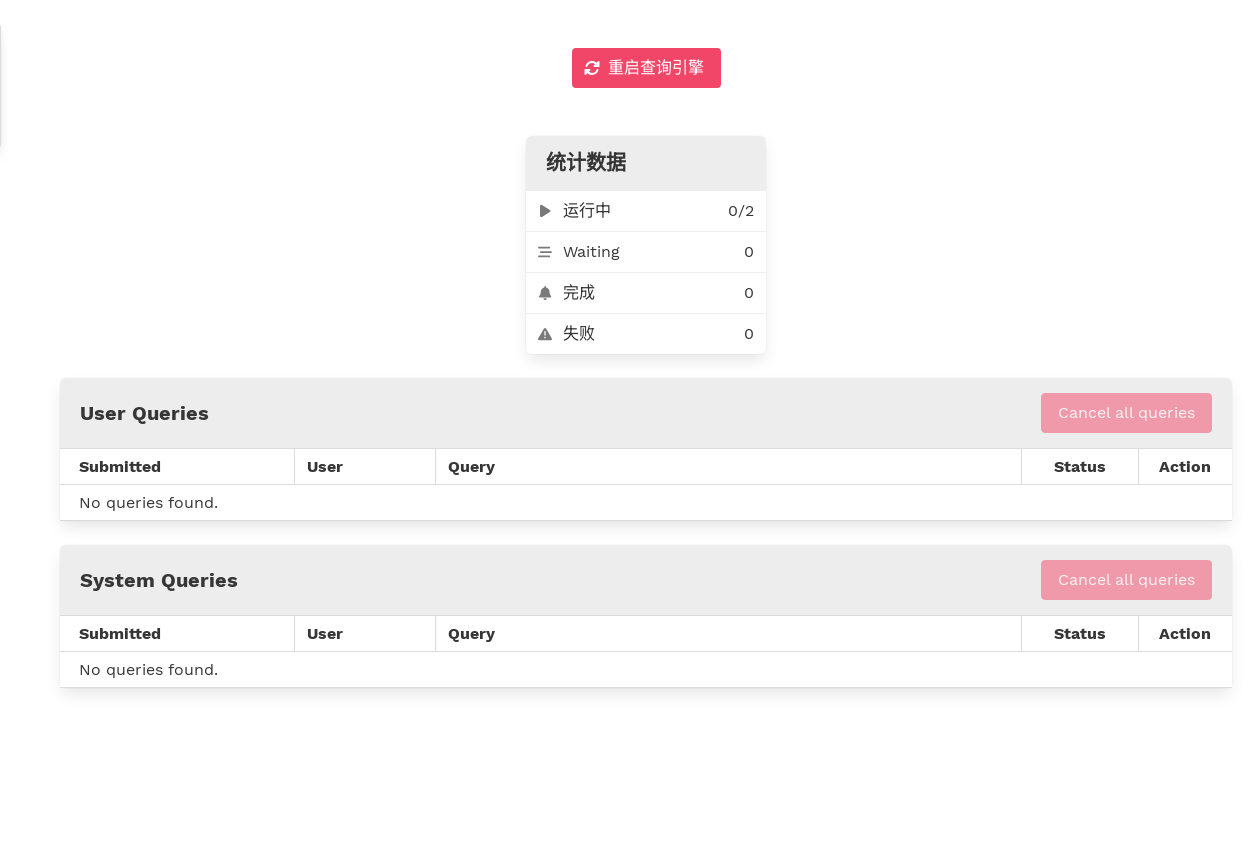 重启查询引擎
统计数据
运行中 0/2
Waiting 0
完成 0
失败 0
User Queries Cancel all queries
Submitted User Query Status Action
No queries found.
System Queries Cancel all queries
Submitted User Query Status Action
No queries found.